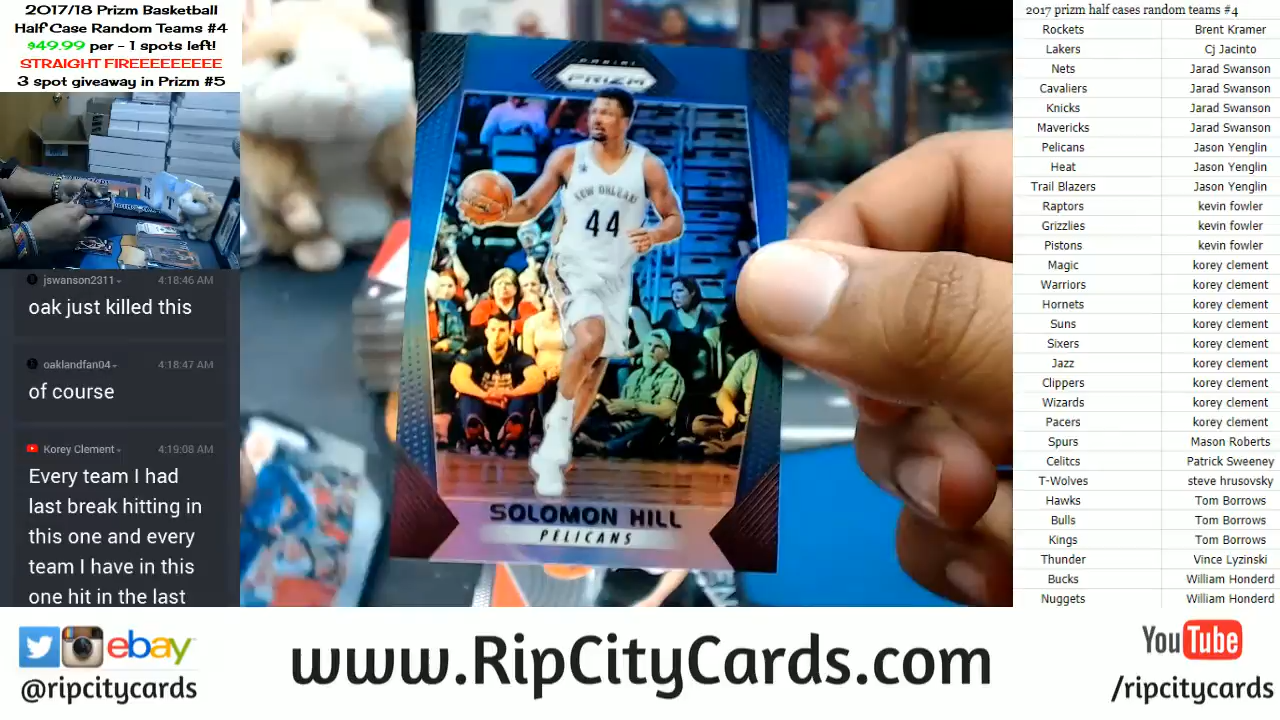 2017/18 Prizm Basketball
Half Case Random Teams #4
$49.99 per - 1 spots left!
STRAIGHT FIREEEEEEEEE
3 spot giveaway in Prizm #5
jswanson2311 4:18:46 AM
oak just killed this
oaklandfan04 4:18:47 AM
of course
Korey Clement 4:19:08 AM
Every team I had
last break hitting in
this one and every
team I have in this
one hit in the last
PANINI
PRIZM
NEW ORLEANS
44
SOLOMON HILL
PELICANS
2017 prizm half cases random teams #4
Rockets Brent Kramer
Lakers Cj Jacinto
Nets Jarad Swanson
Cavaliers Jarad Swanson
Knicks Jarad Swanson
Mavericks Jarad Swanson
Pelicans Jason Yenglin
Heat Jason Yenglin
Trail Blazers Jason Yenglin
Raptors kevin fowler
Grizzlies kevin fowler
Pistons kevin fowler
Magic korey clement
Warriors korey clement
Hornets korey clement
Suns korey clement
Sixers korey clement
Jazz korey clement
Clippers korey clement
Wizards korey clement
Pacers korey clement
Spurs Mason Roberts
Celitcs Patrick Sweeney
T-Wolves steve hrusovsky
Hawks Tom Borrows
Bulls Tom Borrows
Kings Tom Borrows
Thunder Vince Lyzinski
Bucks William Honderd
Nuggets William Honderd
ebay
@ripcitycards
www.RipCityCards.com
YouTube
/ripcitycards